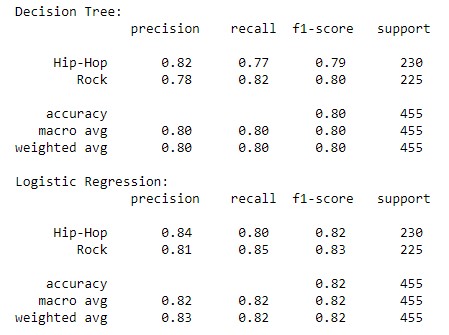 Decision Tree:
precision recall f1-score support
Hip-Hop 0.82 0.77 0.79 230
Rock 0.78 0.82 0.80 225
accuracy 0.80 455
macro avg 0.80 0.80 0.80 455
weighted avg 0.80 0.80 0.80 455
Logistic Regression:
precision recall f1-score support
Hip-Hop 0.84 0.80 0.82 230
Rock 0.81 0.85 0.83 225
accuracy 0.82 455
macro avg 0.82 0.82 0.82 455
weighted avg 0.83 0.82 0.82 455